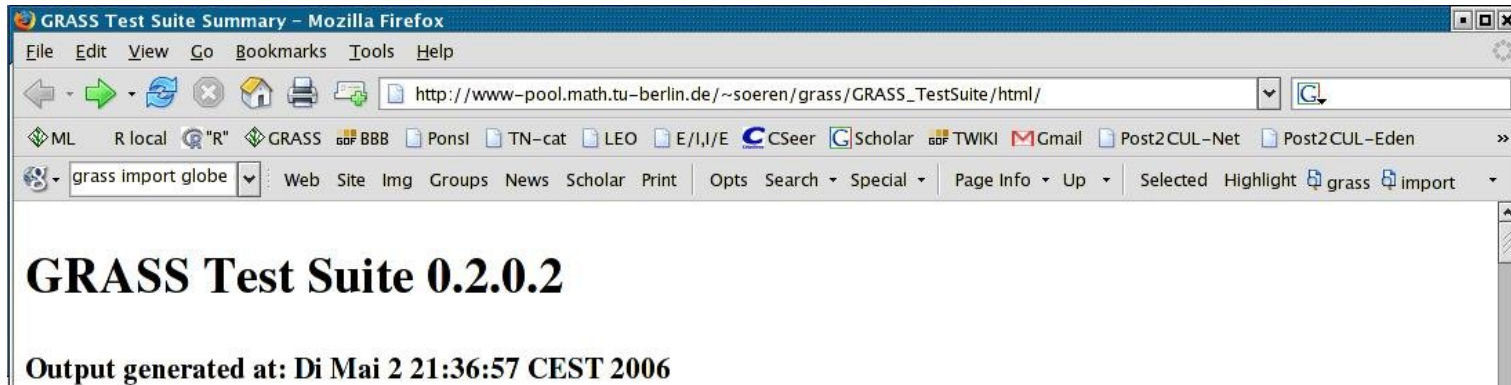 GRASS Test Suite Summary – Mozilla Firefox
File Edit View Go Bookmarks Tools Help
http://www-pool.math.tu-berlin.de/~soeren/grass/GRASS_TestSuite/html/
ML R local "R" GRASS BBB Ponsl TN-cat LEO E/I,I/E CSeer Scholar TWIKI Gmail Post2CUL-Net Post2CUL-Eden »
grass import globe Web Site Img Groups News Scholar Print Opts Search Special Page Info Up Selected Highlight grass import
GRASS Test Suite 0.2.0.2
Output generated at: Di Mai 2 21:36:57 CEST 2006